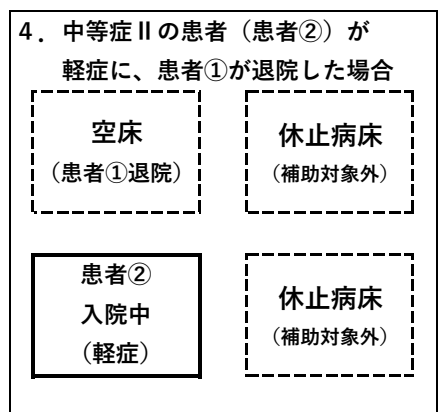 ４．中等症Ⅱの患者（患者②）が
軽症に、患者①が退院した場合
空床
（患者①退院）
休止病床
（補助対象外）
患者②
入院中
（軽症）
休止病床
（補助対象外）